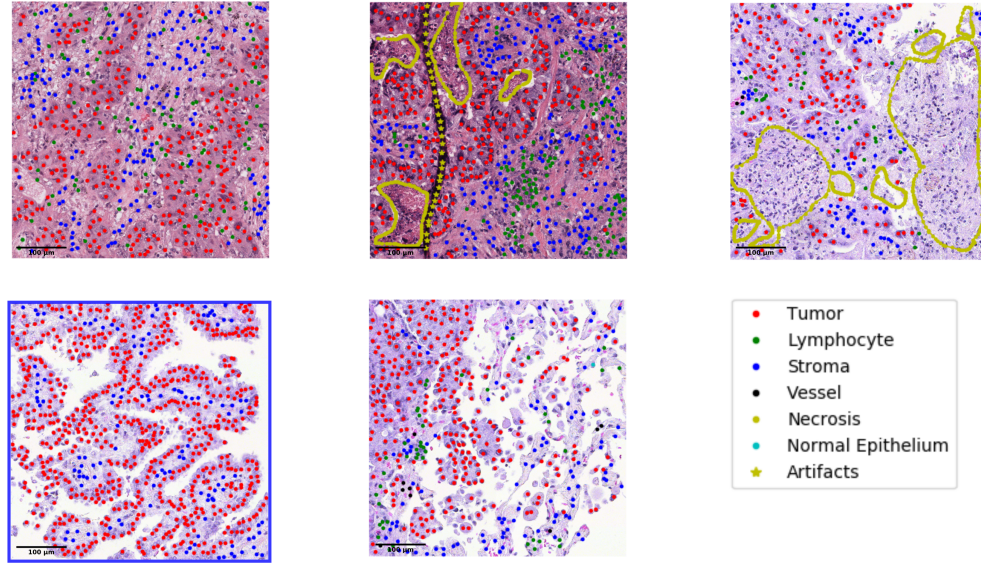 100 µm
100 µm
100 µm
100 µm
100 µm
Tumor
Lymphocyte
Stroma
Vessel
Necrosis
Normal Epithelium
Artifacts